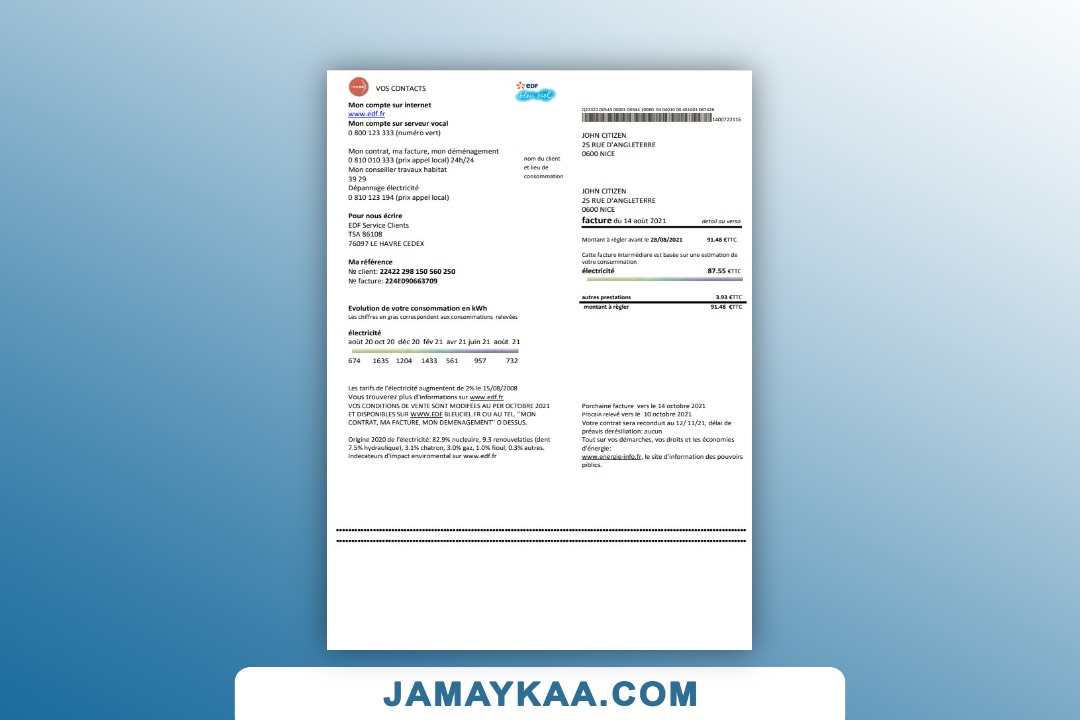 VOS CONTACTS
Mon compte sur internet
www.edf.fr
Mon compte sur serveur vocal
0 800 123 333 (numéro vert)
Mon contrat, ma facture, mon déménagement
0 810 010 333 (prix appel local) 24h/24
Mon conseiller travaux habitat
39 29
Dépannage électricité
0 810 123 194 (prix appel local)
Pour nous écrire
EDF Service Clients
TSA 86108
76097 LE HAVRE CEDEX
Ma référence
№ client: 22422 298 150 560 250
№ facture: 224E090663709
Evolution de votre consommation en kWh
Les chiffres en gras correspondent aux consommations relevées
électricité
août 20 oct 20 déc 20 fév 21 avr 21 juin 21 août 21
674 1635 1204 1433 561 957 732
Les tarifs de l'électricité augmentent de 2% le 15/08/2008
Vous trouverez plus d'informations sur www.edf.fr
VOS CONDITIONS DE VENTE SONT MODIFEES AU PER OCTOBRE 2021
ET DISPONIBLES SUR WWW.EDF BLEUCIEL.FR OU AU TEL. "MON
CONTRAT, MA FACTURE, MON DEMENAGEMENT" O DESSUS.
Origine 2020 de l'électricité: 82.9% nucleaire, 9.3 renouvelaties (dent
7.5% hydraulique), 3.1% chatron, 3.0% gaz, 1.0% fioul, 0.3% autres.
Indecateurs d'impact enviromental sur www.edf.fr
EDF
bleu ciel
nom du client
et lieu de
consommation
1400722116
JOHN CITIZEN
25 RUE D'ANGLETERRE
0600 NICE
JOHN CITIZEN
25 RUE D'ANGLETERRE
0600 NICE
facture du 14 août 2021 detail au verso
Montant à règler avant le 28/08/2021 91.48 €TTC
Catte facture intermèdiare est basèe sur une estimation de
votre consummation
électricité 87.55 €TTC
autres prestations 3.93 €TTC
montant à règler 91.48 €TTC
Porchaine facture vers le 14 octobre 2021
Procain relevé vers le 10 octobre 2021
Votre contrat sera reconduit au 12/ 11/21, délai de
préavis derésiliation: aucun
Tout sur vos démarches, vos droits et les économies
d'énergie:
www.energie-info.fr, le site d'information des pouvoirs
piblics.
JAMAYKAA.COM